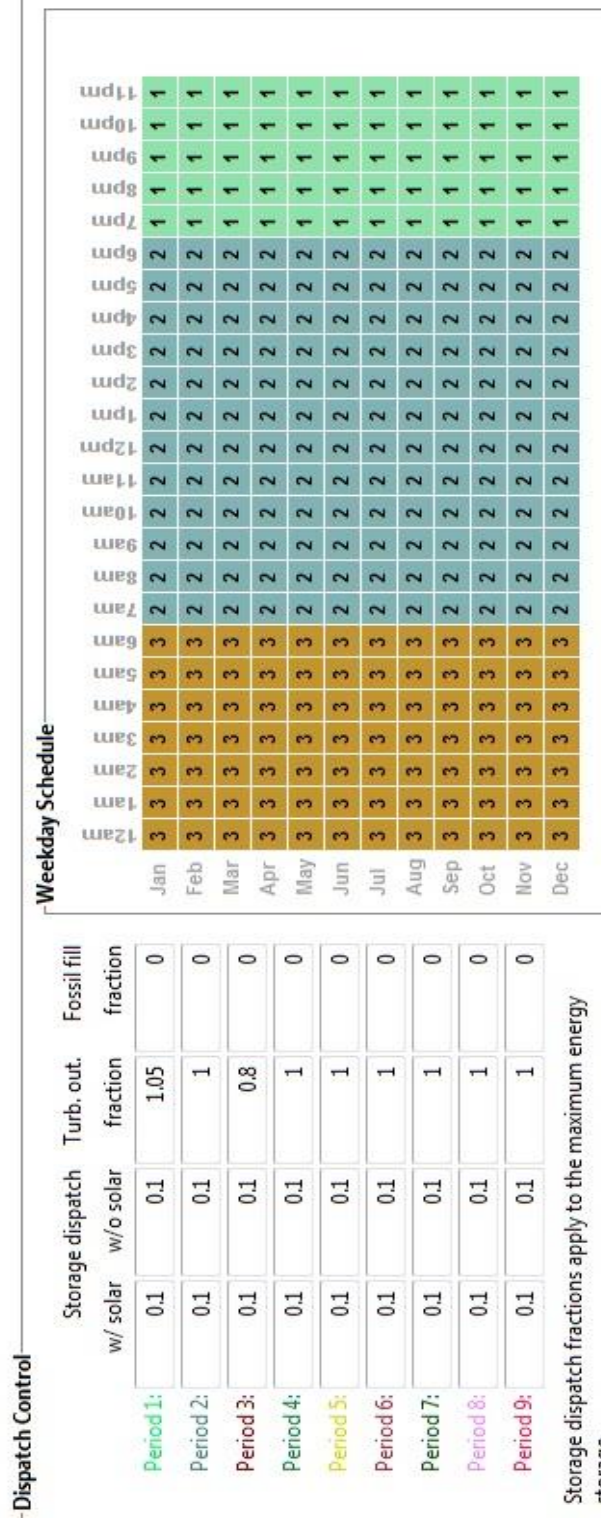 Dispatch Control
Storage dispatch Turb. out. Fossil fill
w/ solar w/o solar fraction fraction
Period 1: 0.1 0.1 1.05 0
Period 2: 0.1 0.1 1 0
Period 3: 0.1 0.1 0.8 0
Period 4: 0.1 0.1 1 0
Period 5: 0.1 0.1 1 0
Period 6: 0.1 0.1 1 0
Period 7: 0.1 0.1 1 0
Period 8: 0.1 0.1 1 0
Period 9: 0.1 0.1 1 0
Storage dispatch fractions apply to the maximum energy
storage
Weekday Schedule
12am 1am 2am 3am 4am 5am 6am 7am 8am 9am 10am 11am 12pm 1pm 2pm 3pm 4pm 5pm 6pm 7pm 8pm 9pm 10pm 11pm
Jan 3 3 3 3 3 3 3 2 2 2 2 2 2 2 2 2 2 2 2 1 1 1 1 1
Feb 3 3 3 3 3 3 3 2 2 2 2 2 2 2 2 2 2 2 2 1 1 1 1 1
Mar 3 3 3 3 3 3 3 2 2 2 2 2 2 2 2 2 2 2 2 1 1 1 1 1
Apr 3 3 3 3 3 3 3 2 2 2 2 2 2 2 2 2 2 2 2 1 1 1 1 1
May 3 3 3 3 3 3 3 2 2 2 2 2 2 2 2 2 2 2 2 1 1 1 1 1
Jun 3 3 3 3 3 3 3 2 2 2 2 2 2 2 2 2 2 2 2 1 1 1 1 1
Jul 3 3 3 3 3 3 3 2 2 2 2 2 2 2 2 2 2 2 2 1 1 1 1 1
Aug 3 3 3 3 3 3 3 2 2 2 2 2 2 2 2 2 2 2 2 1 1 1 1 1
Sep 3 3 3 3 3 3 3 2 2 2 2 2 2 2 2 2 2 2 2 1 1 1 1 1
Oct 3 3 3 3 3 3 3 2 2 2 2 2 2 2 2 2 2 2 2 1 1 1 1 1
Nov 3 3 3 3 3 3 3 2 2 2 2 2 2 2 2 2 2 2 2 1 1 1 1 1
Dec 3 3 3 3 3 3 3 2 2 2 2 2 2 2 2 2 2 2 2 1 1 1 1 1